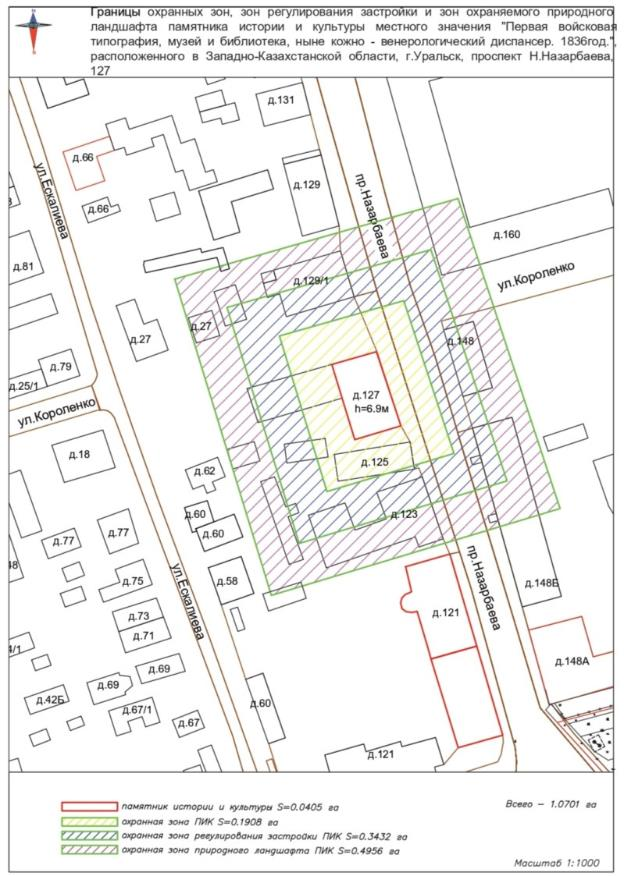 Границы охранных зон, зон регулирования застройки и зон охраняемого природного
ландшафта памятника истории и культуры местного значения "Первая войсковая
типография, музей и библиотека, ныне кожно - венерологический диспансер. 1836год.",
расположенного в Западно-Казахстанской области, г.Уральск, проспект Н.Назарбаева,
127
д.131
д.66
ул.Ескалиева
д.129
д.66
пр.Назарбаева
д.160
д.81
ул.Короленко
д.129/1
д.27
д.27
д.148
д.79
д.25/1
д.127
h=6.9м
ул.Короленко
д.18
д.125
д.62
д.60
д.123
д.77
д.60
д.77
пр.Назарбаева
48
д.75
ул.Ескалиева
д.58
д.148Б
д.73
д.121
д.71
4/1
д.69
д.148А
д.69
д.42Б
д.60
д.67/1
д.67
д.121
памятник истории и культуры S=0.0405 га
Всего – 1.0701 га
охранная зона ПИК S=0.1908 га
охранная зона регулирования застройки ПИК S=0.3432 га
охранная зона природного ландшафта ПИК S=0.4956 га
Масштаб 1:1000